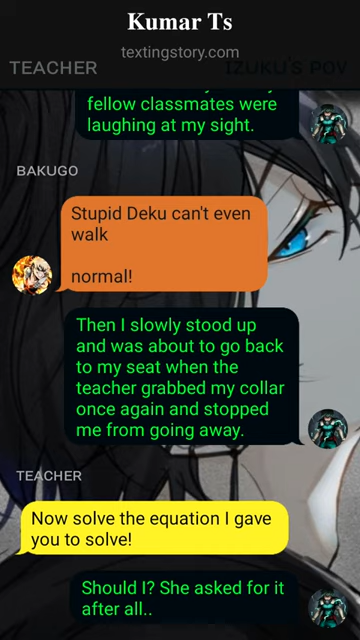 Kumar Ts
textingstory.com
TEACHER
IZUKU'S POV
fellow classmates were
laughing at my sight.
BAKUGO
Stupid Deku can't even
walk
normal!
Then I slowly stood up
and was about to go back
to my seat when the
teacher grabbed my collar
once again and stopped
me from going away.
TEACHER
Now solve the equation I gave
you to solve!
Should I? She asked for it
after all..